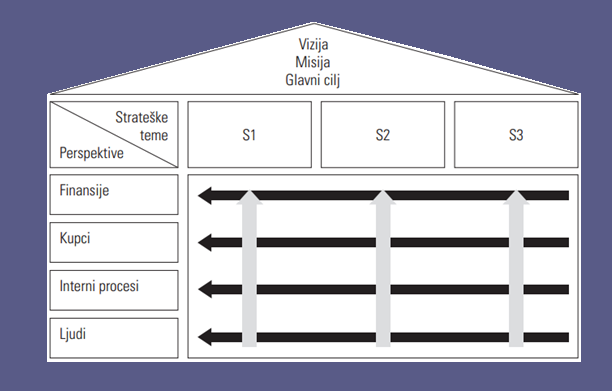 Vizija
Misija
Glavni cilj
Strateške
teme
Perspektive
S1
S2
S3
Finansije
Kupci
Interni procesi
Ljudi